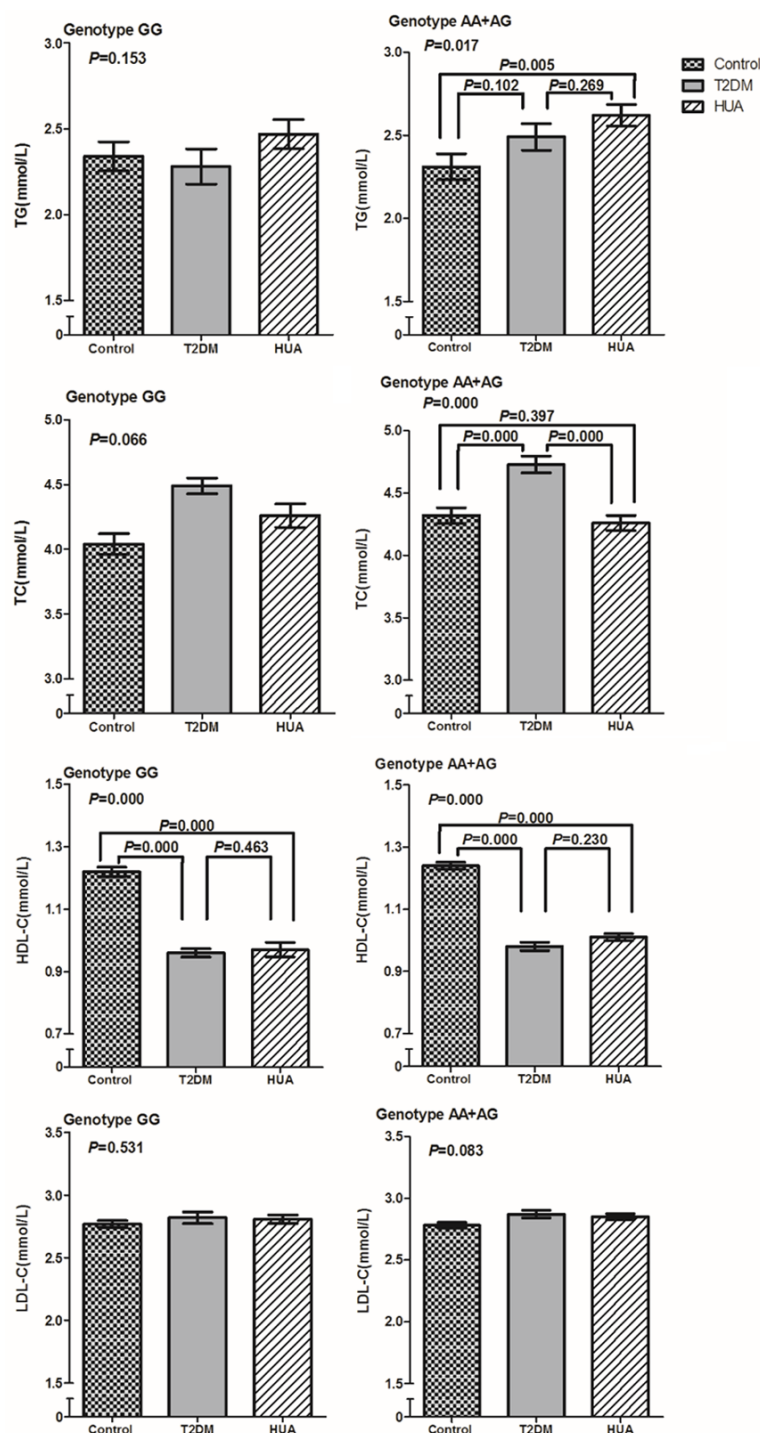 Genotype GG
P=0.153
TG(mmol/L)
3.0
2.5
2.0
1.5
0
Control T2DM HUA
Genotype AA+AG
P=0.017
P=0.005
P=0.102 P=0.269
TG(mmol/L)
3.0
2.5
2.0
1.5
0
Control T2DM HUA
Control
T2DM
HUA
Genotype GG
P=0.066
TC(mmol/L)
5.0
4.5
4.0
3.5
3.0
0
Control T2DM HUA
Genotype AA+AG
P=0.000
P=0.397
P=0.000 P=0.000
TC(mmol/L)
5.0
4.5
4.0
3.5
3.0
0
Control T2DM HUA
Genotype GG
P=0.000
P=0.000
P=0.000 P=0.463
HDL-C(mmol/L)
1.5
1.3
1.1
0.9
0.7
0
Control T2DM HUA
Genotype AA+AG
P=0.000
P=0.000
P=0.000 P=0.230
HDL-C(mmol/L)
1.5
1.3
1.1
0.9
0.7
0
Control T2DM HUA
Genotype GG
P=0.531
LDL-C(mmol/L)
3.5
3.0
2.5
2.0
1.5
0
Control T2DM HUA
Genotype AA+AG
P=0.083
LDL-C(mmol/L)
3.5
3.0
2.5
2.0
1.5
0
Control T2DM HUA